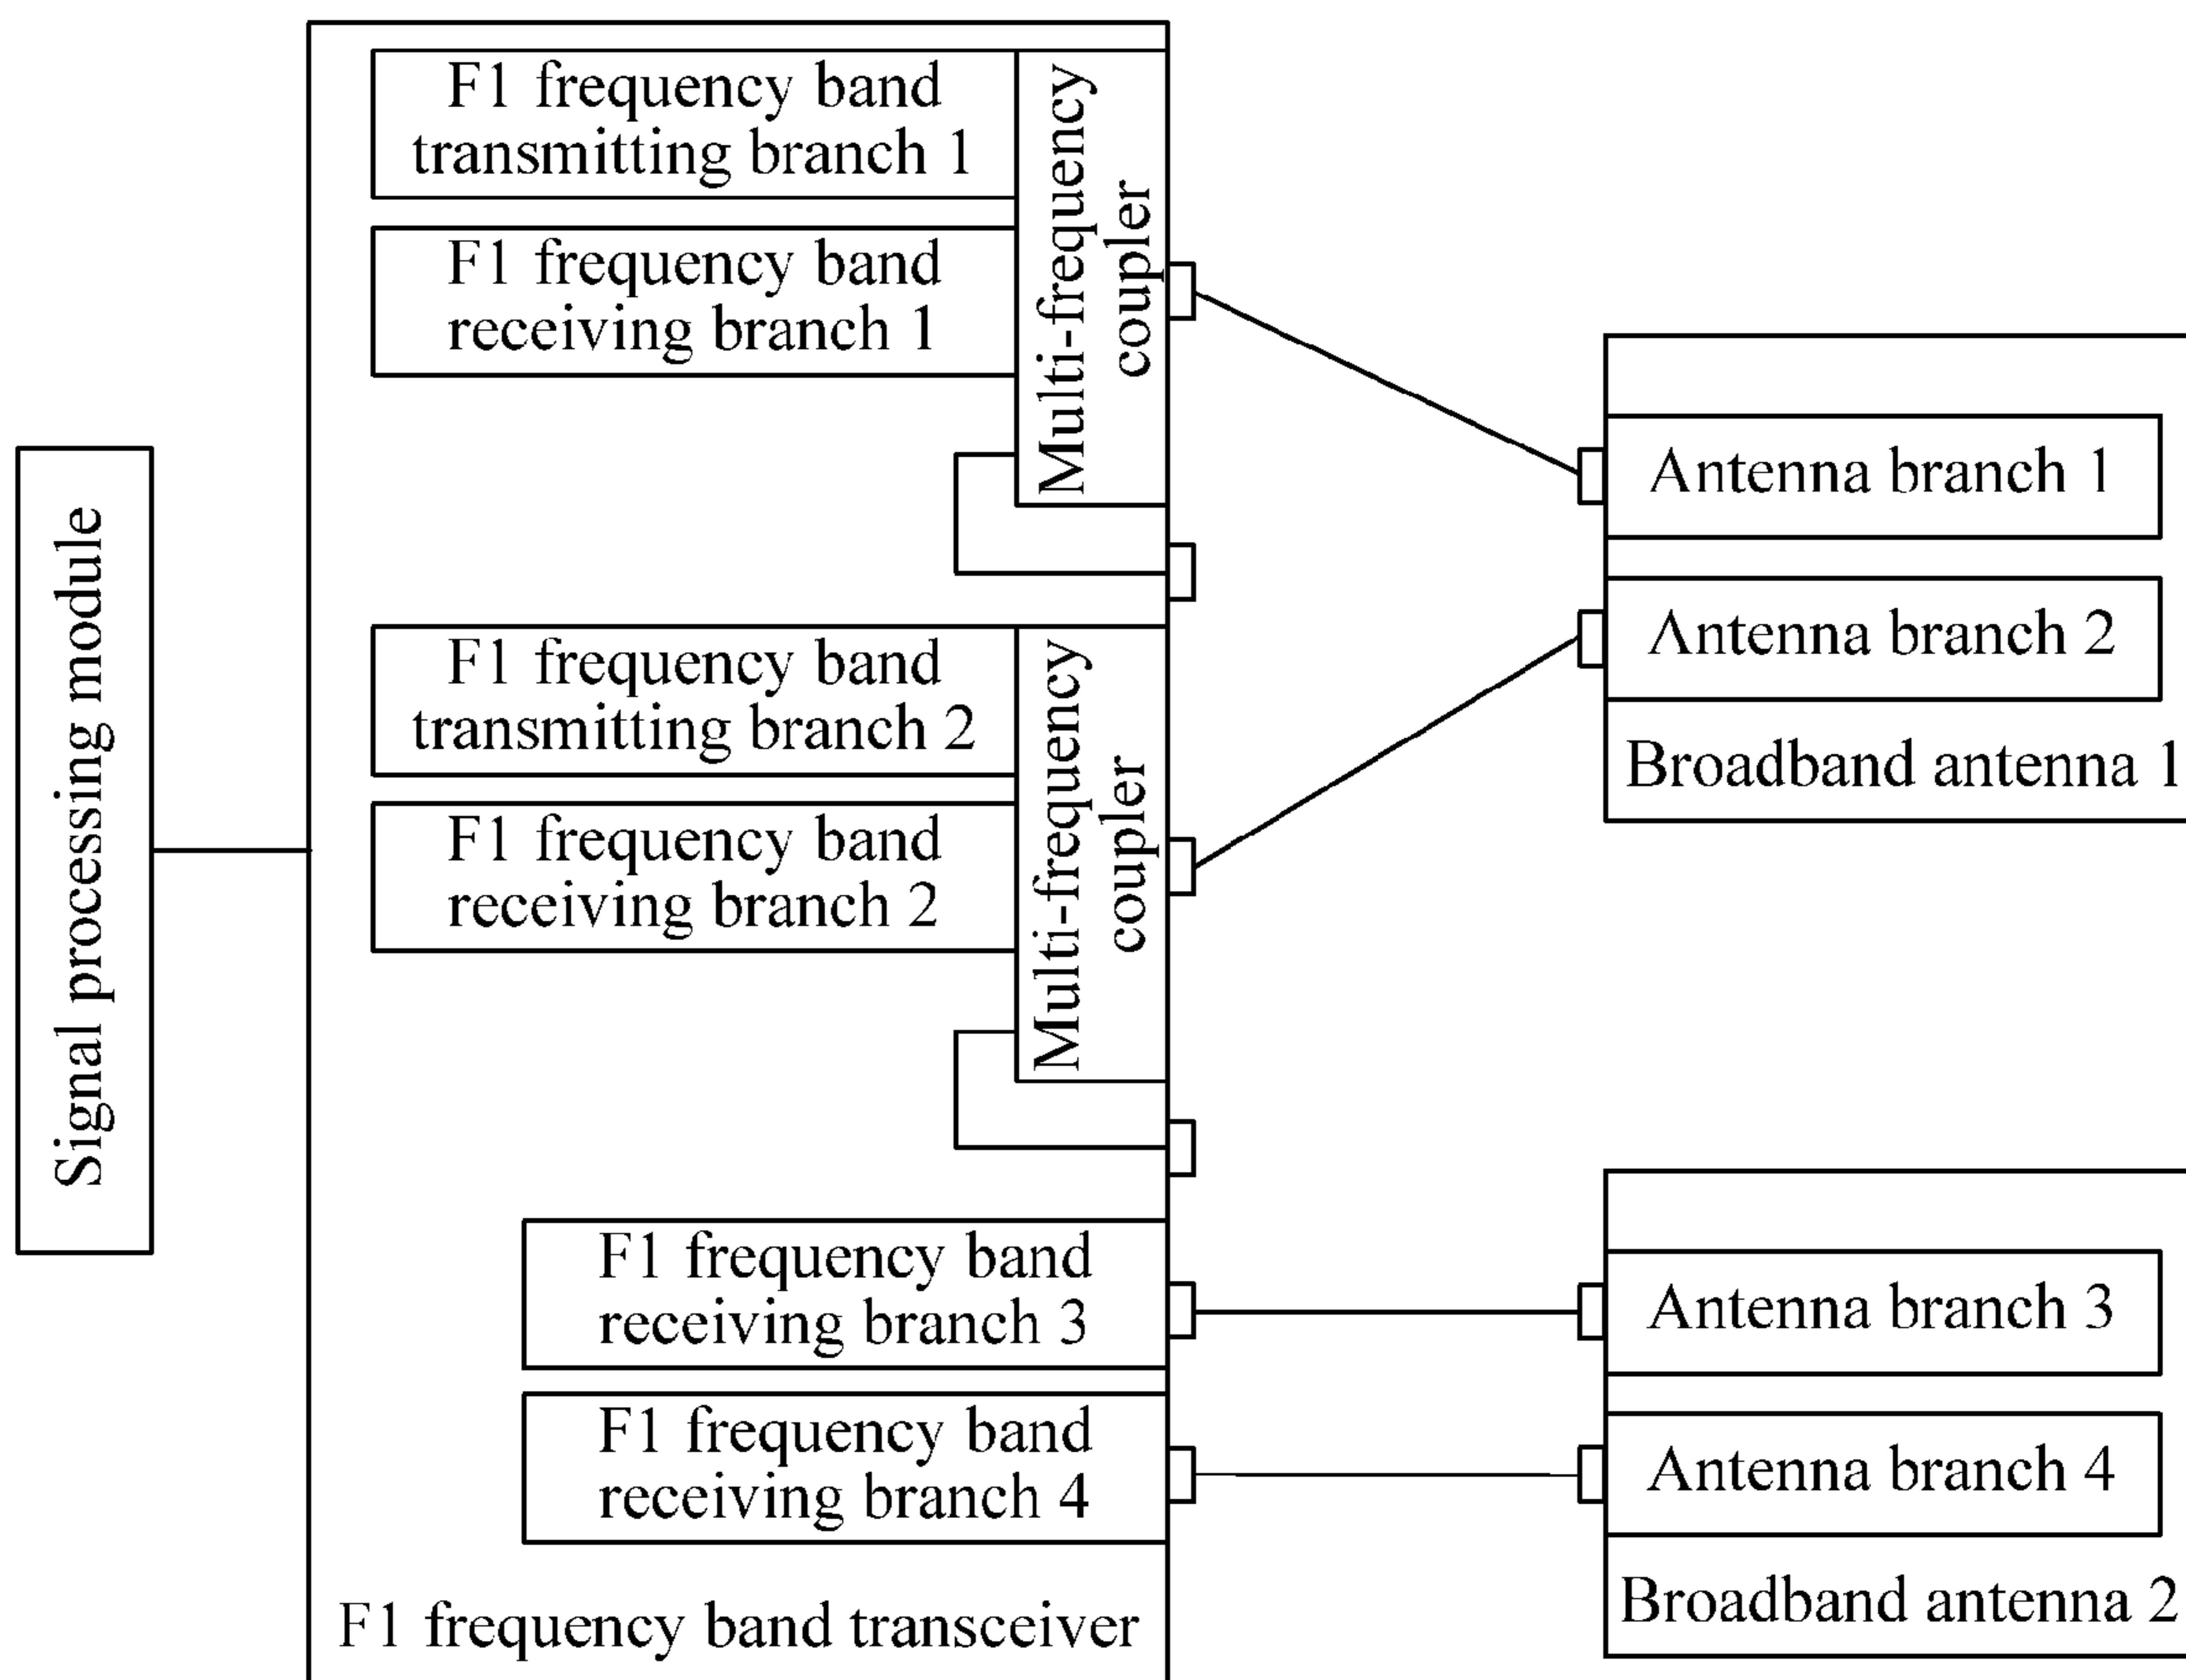 Signal processing module
F1 frequency band
transmitting branch 1
F1 frequency band
receiving branch 1
Multi-frequency
coupler
F1 frequency band
transmitting branch 2
F1 frequency band
receiving branch 2
Multi-frequency
coupler
F1 frequency band
receiving branch 3
F1 frequency band
receiving branch 4
F1 frequency band transceiver
Antenna branch 1
Antenna branch 2
Broadband antenna 1
Antenna branch 3
Antenna branch 4
Broadband antenna 2